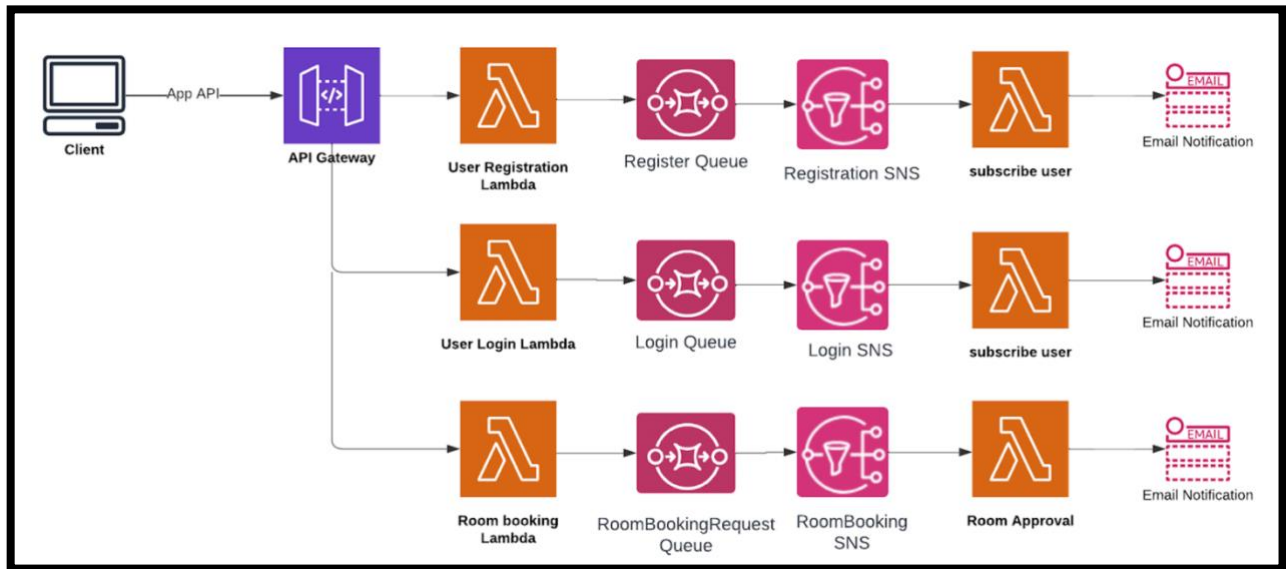 App API
Client
</>
API Gateway
User Registration
Lambda
Register Queue
Registration SNS
subscribe user
EMAIL
Email Notification
User Login Lambda
Login Queue
Login SNS
subscribe user
EMAIL
Email Notification
Room booking
Lambda
RoomBookingRequest
Queue
RoomBooking
SNS
Room Approval
EMAIL
Email Notification